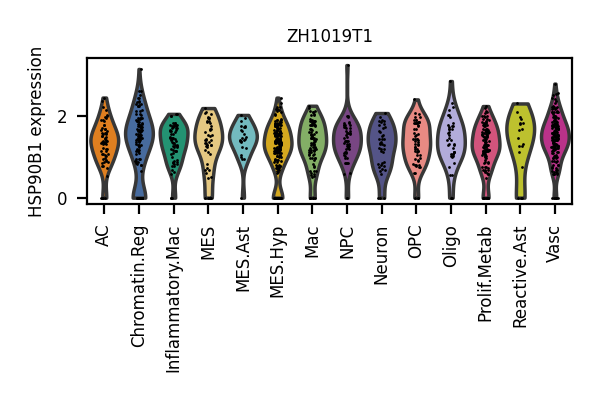 ZH1019T1
HSP90B1 expression
2
0
AC
Chromatin.Reg
Inflammatory.Mac
MES
MES.Ast
MES.Hyp
Mac
NPC
Neuron
OPC
Oligo
Prolif.Metab
Reactive.Ast
Vasc